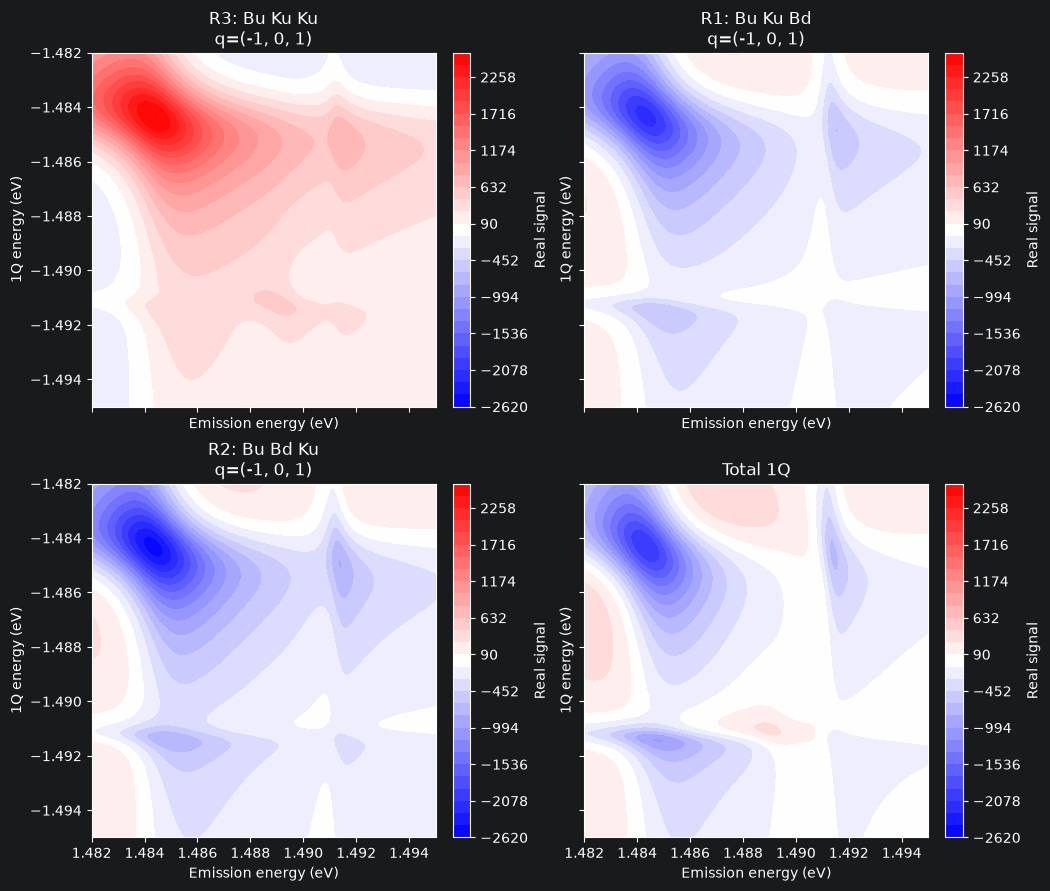 R3: Bu Ku Ku
q=(-1, 0, 1)
−1.482
−1.484
−1.486
−1.488
−1.490
−1.492
−1.494
1Q energy (eV)
Emission energy (eV)
2258
1716
1174
632
90
−452
−994
−1536
−2078
−2620
Real signal
R1: Bu Ku Bd
q=(-1, 0, 1)
1Q energy (eV)
Emission energy (eV)
2258
1716
1174
632
90
−452
−994
−1536
−2078
−2620
Real signal
R2: Bu Bd Ku
q=(-1, 0, 1)
−1.482
−1.484
−1.486
−1.488
−1.490
−1.492
−1.494
1Q energy (eV)
1.482 1.484 1.486 1.488 1.490 1.492 1.494
Emission energy (eV)
2258
1716
1174
632
90
−452
−994
−1536
−2078
−2620
Real signal
Total 1Q
1Q energy (eV)
1.482 1.484 1.486 1.488 1.490 1.492 1.494
Emission energy (eV)
2258
1716
1174
632
90
−452
−994
−1536
−2078
−2620
Real signal